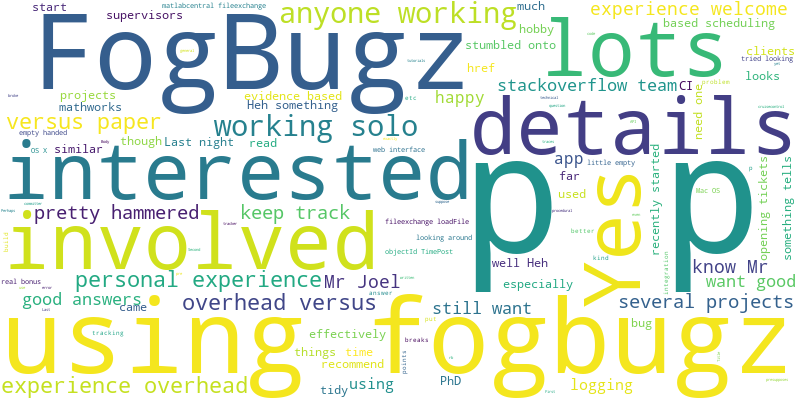 start
matlabcentral fileexchange
supervisors
FogBugz
anyone working
much
experience welcome
hobby
based scheduling
stumbled onto
lots
clients
tried looking
looks
projects
evidence based
href
mathworks
Heh something
etc
happy
stackoverflow team
CI
versus paper
working solo
details
need one
empty handed
Last night
though
read
OS X
similar
web interface
app
little empty
interested
far
used
p p
Yes
Mac OS
recently started
opening tickets
something tells
pretty hammered
keep track
fileexchange loadFile
better
looking around
involved
build
objectId TimePost
kind
integration
well Heh
know Mr
real bonus
personal experience
Mr Joel
especially
want good
good answers
came
overhead versus
still want
several projects
using fogbugz
tracking
effectively
bug
things
time
points
breaks
recommend
experience overhead
tidy
using
PhD
logging